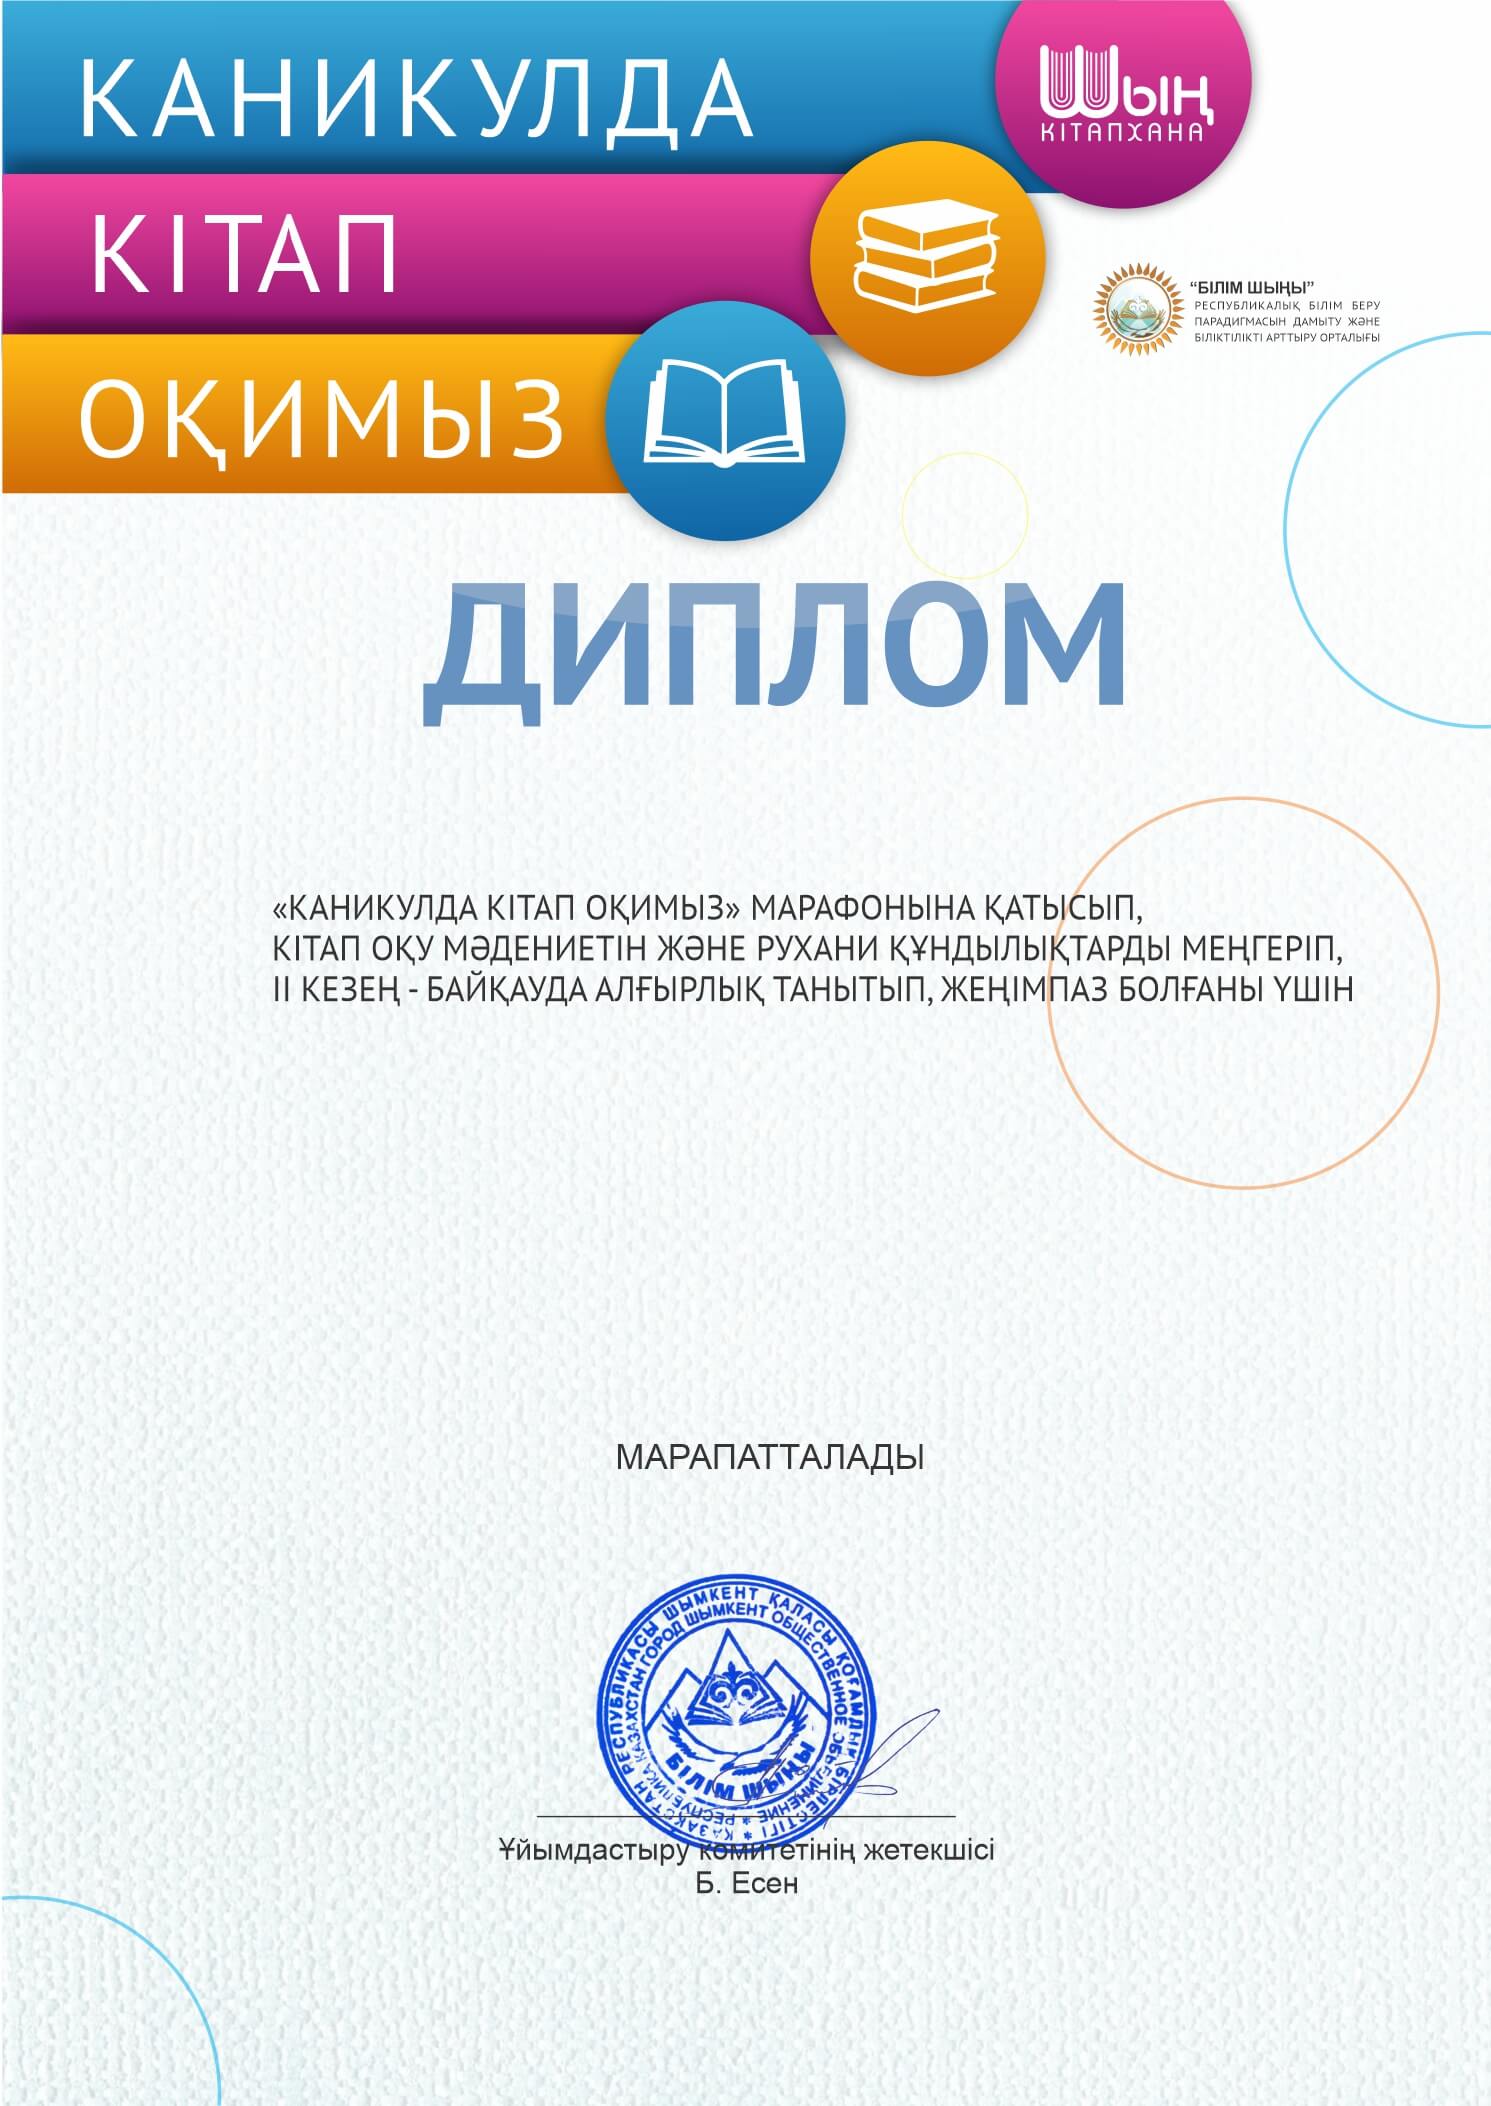 КАНИКУЛДА
КІТАП
ОҚИМЫЗ
Шың
КІТАПХАНА
“БІЛІМ ШЫҢЫ”
РЕСПУБЛИКАЛЫҚ БІЛІМ БЕРУ
ПАРАДИГМАСЫН ДАМЫТУ ЖӘНЕ
БІЛІКТІЛІКТІ АРТТЫРУ ОРТАЛЫҒЫ
ДИПЛОМ
«КАНИКУЛДА КІТАП ОҚИМЫЗ» МАРАФОНЫНА ҚАТЫСЫП,
КІТАП ОҚУ МӘДЕНИЕТІН ЖӘНЕ РУХАНИ ҚҰНДЫЛЫҚТАРДЫ МЕҢГЕРІП,
ІІ КЕЗЕҢ - БАЙҚАУДА АЛҒЫРЛЫҚ ТАНЫТЫП, ЖЕҢІМПАЗ БОЛҒАНЫ ҮШІН
МАРАПАТТАЛАДЫ
ҚАЗАҚСТАН РЕСПУБЛИКАСЫ ШЫМКЕНТ ҚАЛАСЫ ҚОҒАМДЫҚ БІРЛЕСТІГІ *
РЕСПУБЛИКА КАЗАХСТАН ГОРОД ШЫМКЕНТ ОБЩЕСТВЕННОЕ ОБЪЕДИНЕНИЕ *
БІЛІМ ШЫҢЫ
Ұйымдастыру комитетінің жетекшісі
Б. Есен